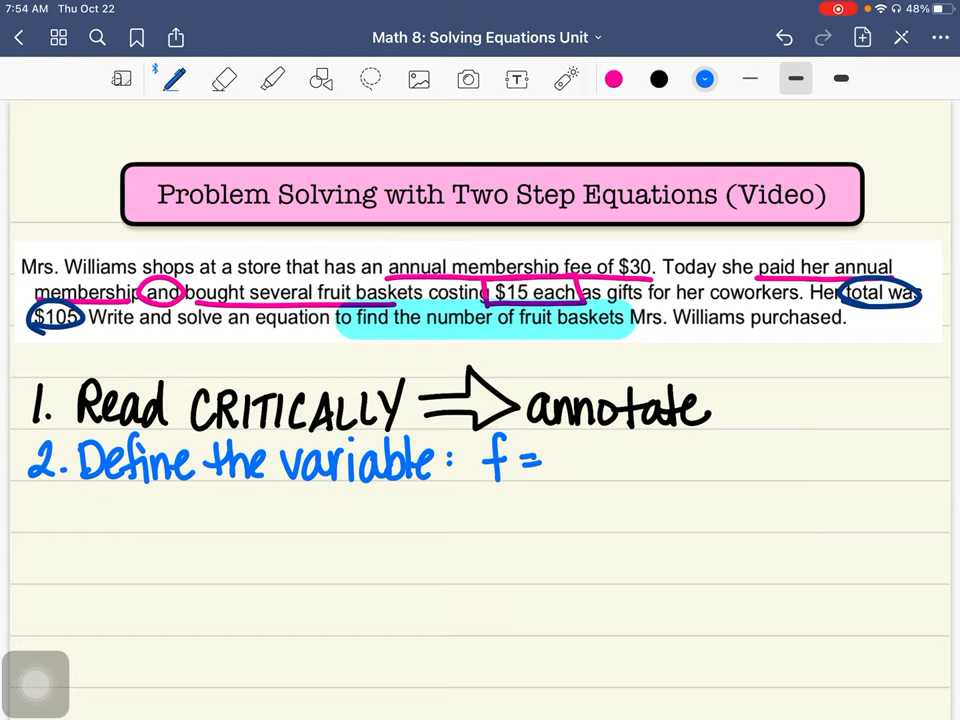 7:54 AM Thu Oct 22
48%
Math 8: Solving Equations Unit
Problem Solving with Two Step Equations (Video)
Mrs. Williams shops at a store that has an annual membership fee of $30. Today she paid her annual
membership and bought several fruit baskets costing $15 each as gifts for her coworkers. Her total was
$105. Write and solve an equation to find the number of fruit baskets Mrs. Williams purchased.
1. Read CRITICALLY ⇒ annotate
2. Define the variable: f =